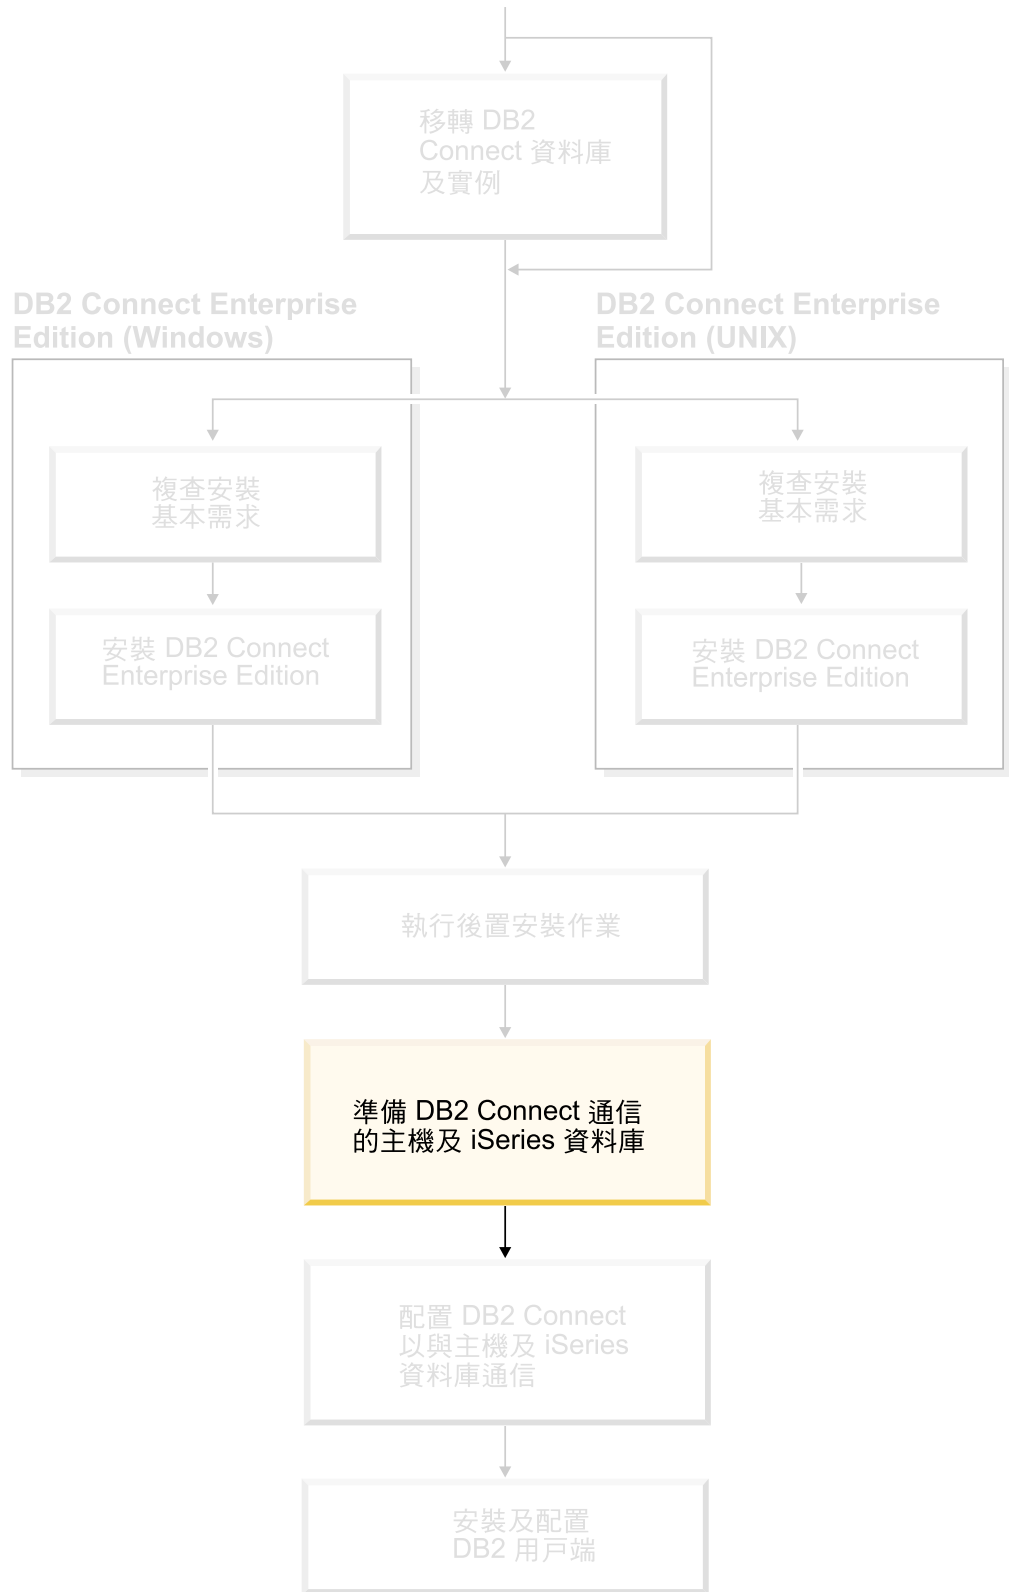 移轉 DB2
Connect 資料庫
及實例
DB2 Connect Enterprise
Edition (Windows)
DB2 Connect Enterprise
Edition (UNIX)
複查安裝
基本需求
複查安裝
基本需求
安裝 DB2 Connect
Enterprise Edition
安裝 DB2 Connect
Enterprise Edition
執行後置安裝作業
準備 DB2 Connect 通信
的主機及 iSeries 資料庫
配置 DB2 Connect
以與主機及 iSeries
資料庫通信
安裝及配置
DB2 用戶端